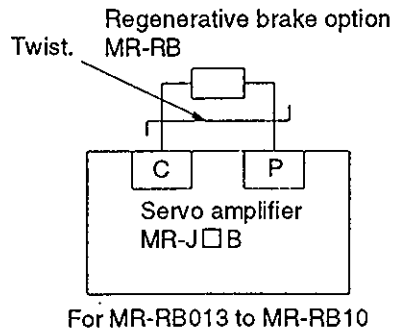 Regenerative brake option
MR-RB
Twist.
C
P
Servo amplifier
MR-J□B
For MR-RB013 to MR-RB10